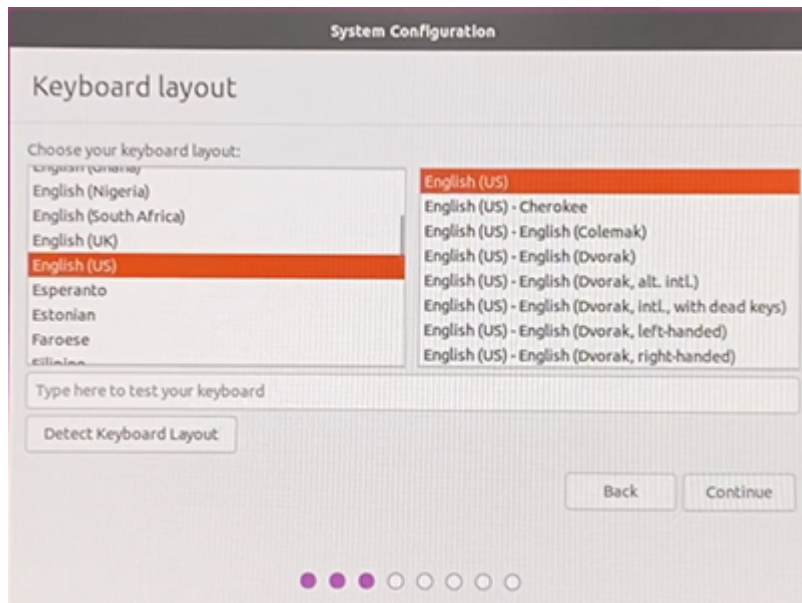 System Configuration
Keyboard layout
Choose your keyboard layout:
English (Ghana)
English (Nigeria)
English (South Africa)
English (UK)
English (US)
Esperanto
Estonian
Faroese
Filipino
English (US)
English (US) - Cherokee
English (US) - English (Colemak)
English (US) - English (Dvorak)
English (US) - English (Dvorak, alt. intl.)
English (US) - English (Dvorak, intl., with dead keys)
English (US) - English (Dvorak, left-handed)
English (US) - English (Dvorak, right-handed)
Type here to test your keyboard
Detect Keyboard Layout
Back
Continue